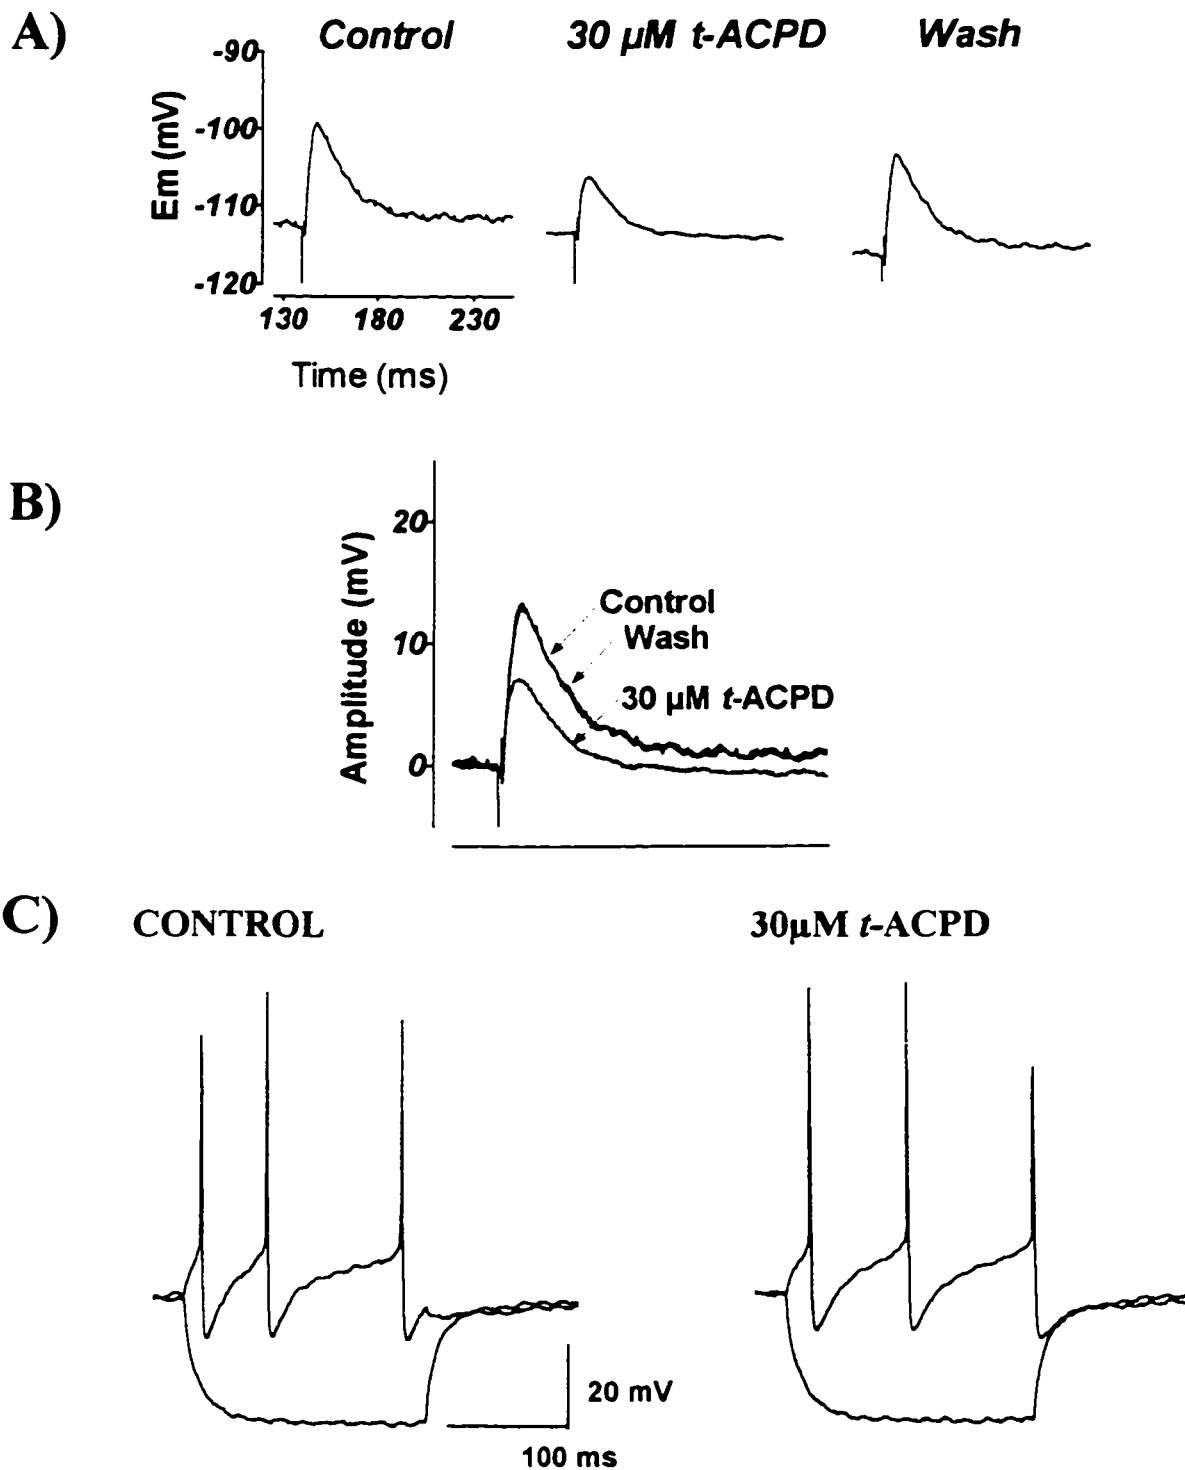 A)
Control 30 µM t-ACPD Wash
-90
-100
-110
-120
Em (mV)
130 180 230
Time (ms)
B)
20
10
0
Amplitude (mV)
Control
Wash
30 µM t-ACPD
C)
CONTROL 30µM t-ACPD
20 mV
100 ms